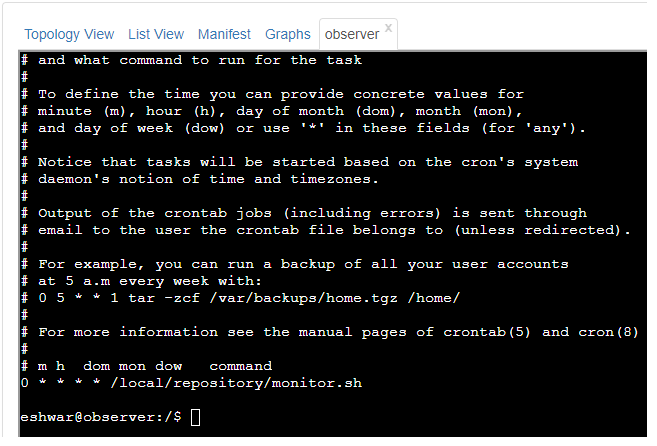 Topology View List View Manifest Graphs observer x
# and what command to run for the task
#
# To define the time you can provide concrete values for
# minute (m), hour (h), day of month (dom), month (mon),
# and day of week (dow) or use '*' in these fields (for 'any').
#
# Notice that tasks will be started based on the cron's system
# daemon's notion of time and timezones.
#
# Output of the crontab jobs (including errors) is sent through
# email to the user the crontab file belongs to (unless redirected).
#
# For example, you can run a backup of all your user accounts
# at 5 a.m every week with:
# 0 5 * * 1 tar -zcf /var/backups/home.tgz /home/
#
# For more information see the manual pages of crontab(5) and cron(8)
#
# m h  dom mon dow   command
0 * * * * /local/repository/monitor.sh
eshwar@observer:/$